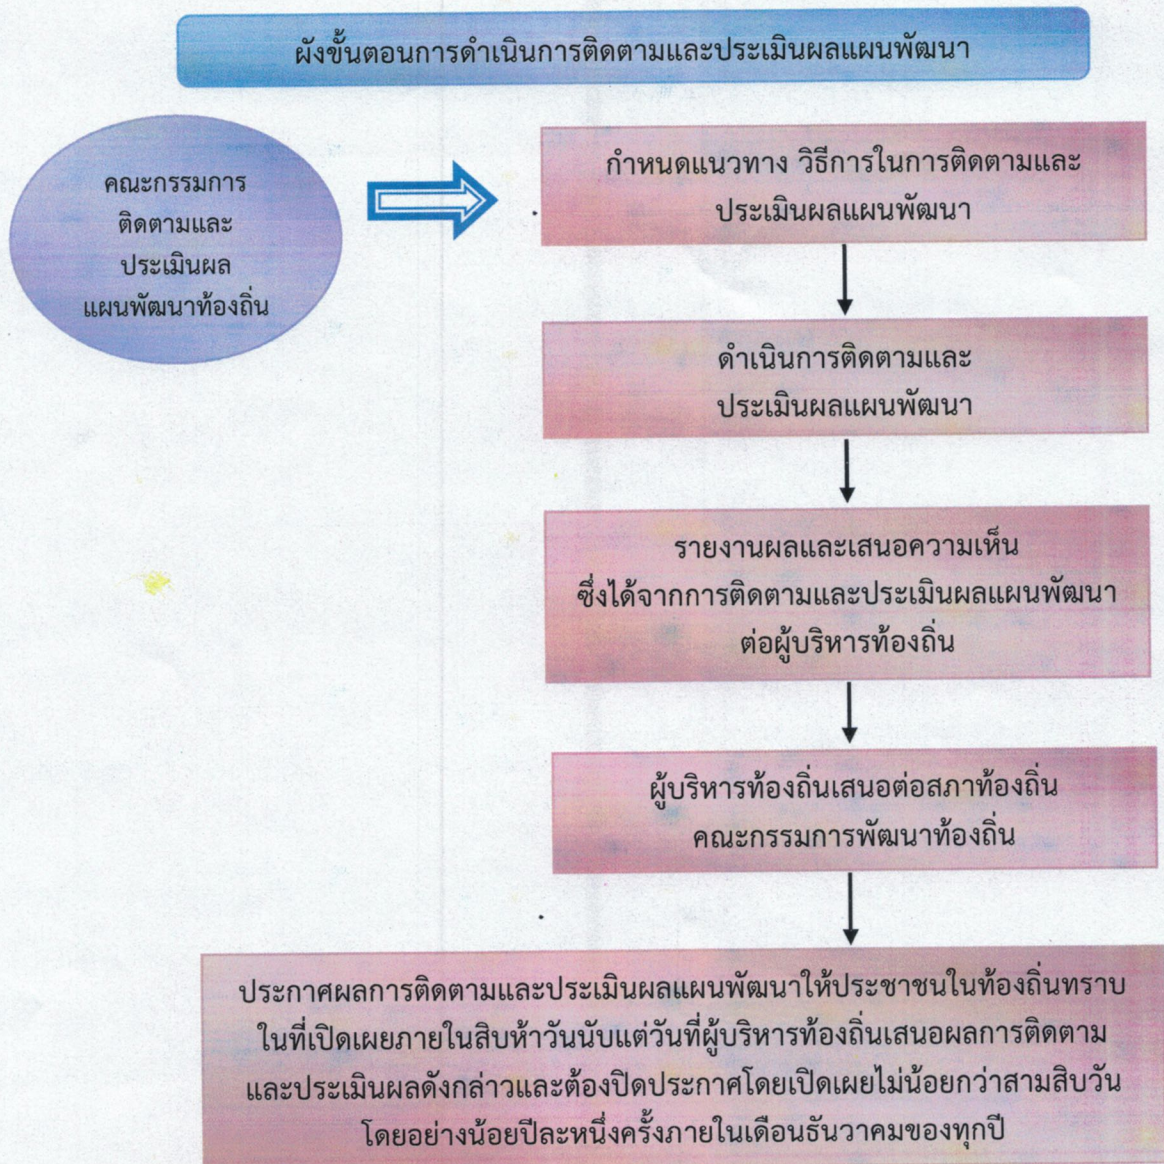 ผังขั้นตอนการดำเนินการติดตามและประเมินผลแผนพัฒนา
คณะกรรมการ
ติดตามและ
ประเมินผล
แผนพัฒนาท้องถิ่น
กำหนดแนวทาง วิธีการในการติดตามและ
ประเมินผลแผนพัฒนา
ดำเนินการติดตามและ
ประเมินผลแผนพัฒนา
รายงานผลและเสนอความเห็น
ซึ่งได้จากการติดตามและประเมินผลแผนพัฒนา
ต่อผู้บริหารท้องถิ่น
ผู้บริหารท้องถิ่นเสนอต่อสภาท้องถิ่น
คณะกรรมการพัฒนาท้องถิ่น
ประกาศผลการติดตามและประเมินผลแผนพัฒนาให้ประชาชนในท้องถิ่นทราบ
ในที่เปิดเผยภายในสิบห้าวันนับแต่วันที่ผู้บริหารท้องถิ่นเสนอผลการติดตาม
และประเมินผลดังกล่าวและต้องปิดประกาศโดยเปิดเผยไม่น้อยกว่าสามสิบวัน
โดยอย่างน้อยปีละหนึ่งครั้งภายในเดือนธันวาคมของทุกปี